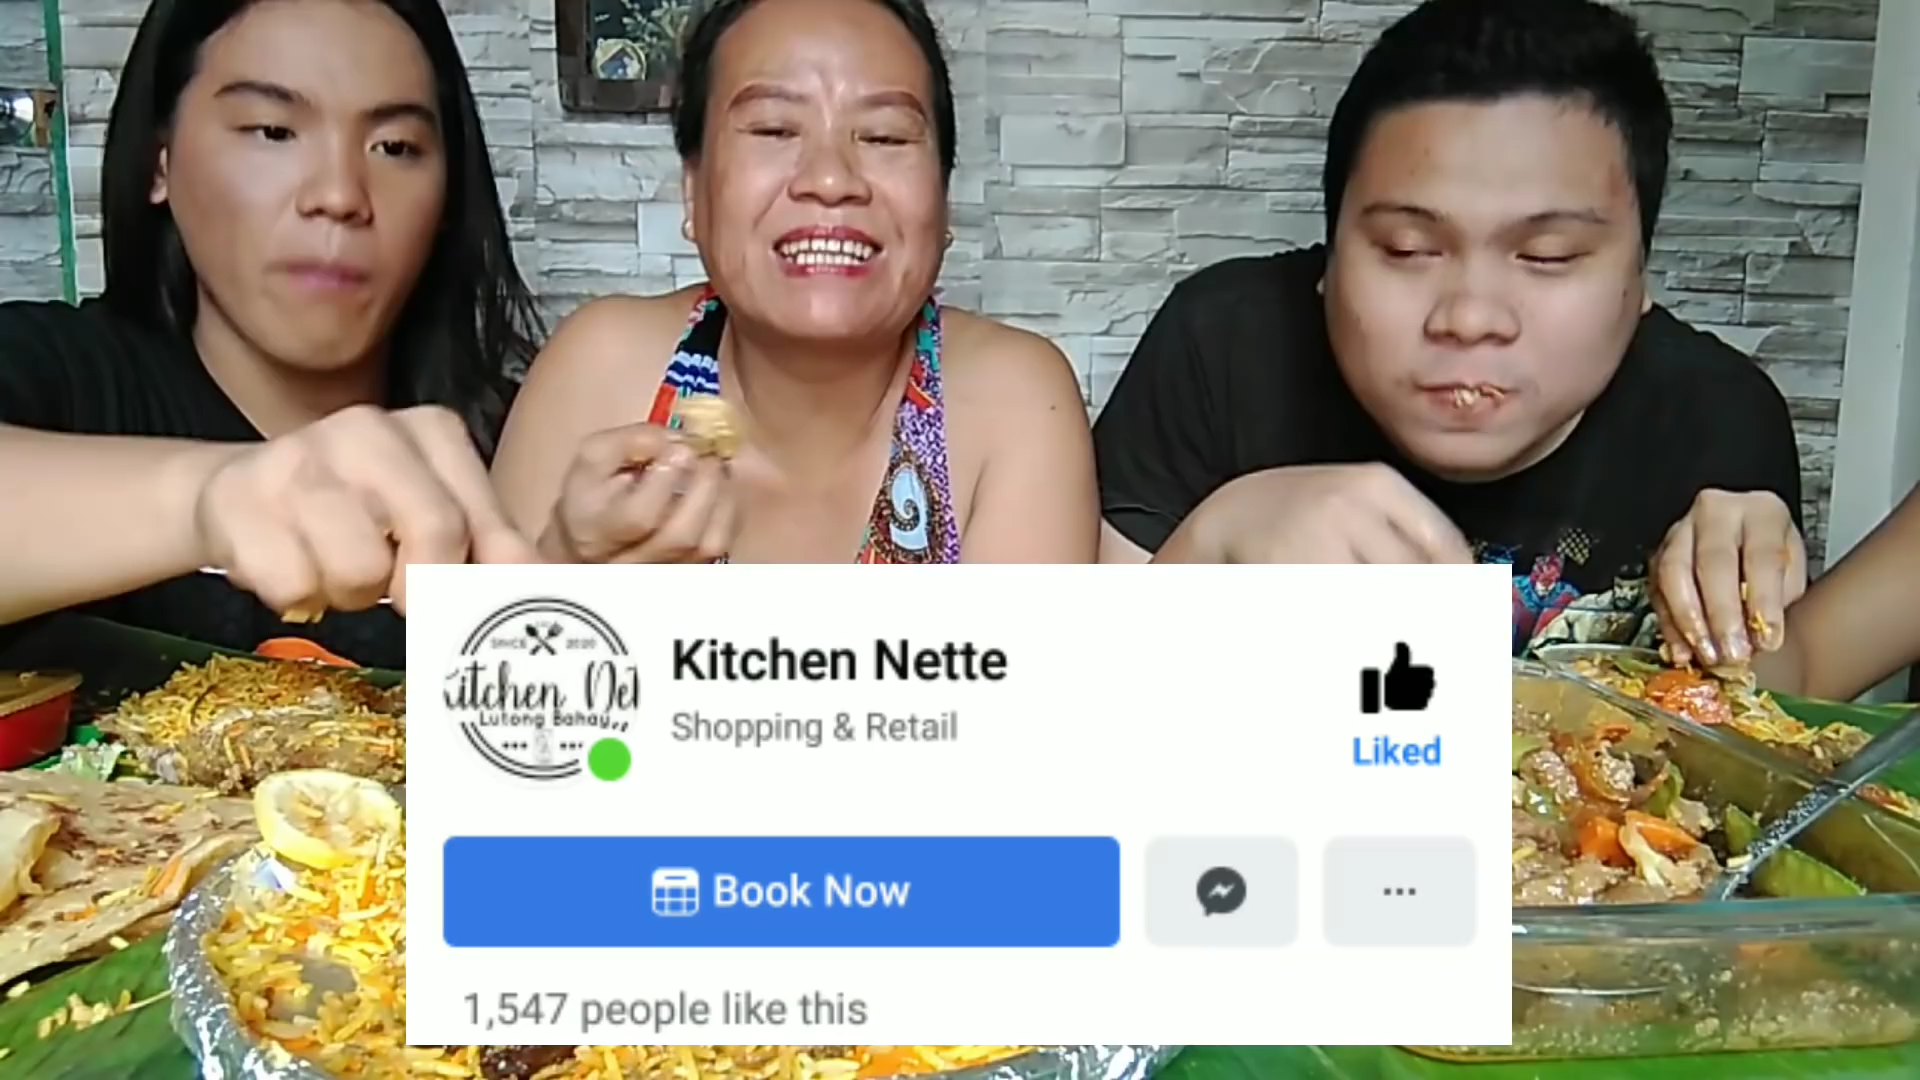 SINCE 2020
Kitchen Nette
Lutong Bahay
Shopping & Retail
Liked
Book Now
1,547 people like this